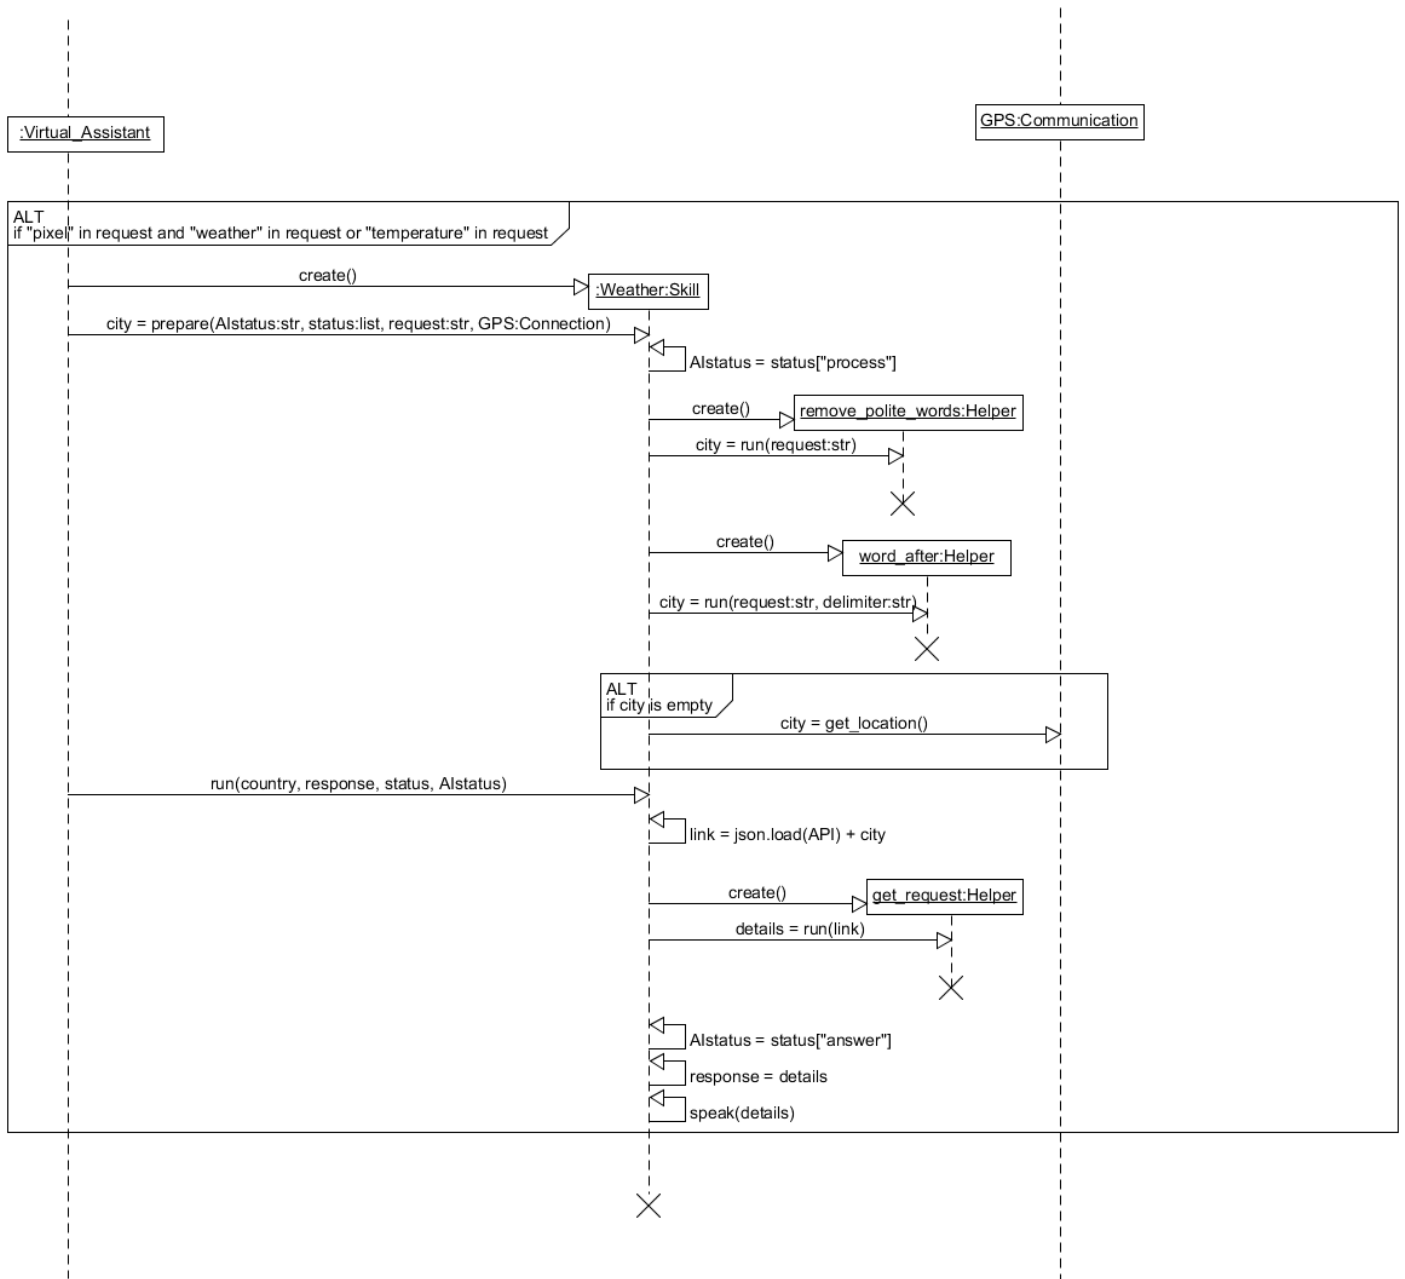 :Virtual_Assistant
GPS:Communication
ALT
if "pixel" in request and "weather" in request or "temperature" in request
create()
:Weather:Skill
city = prepare(AIstatus:str, status:list, request:str, GPS:Connection)
AIstatus = status["process"]
create()
remove_polite_words:Helper
city = run(request:str)
create()
word_after:Helper
city = run(request:str, delimiter:str)
ALT
if city is empty
city = get_location()
run(country, response, status, AIstatus)
link = json.load(API) + city
create()
get_request:Helper
details = run(link)
AIstatus = status["answer"]
response = details
speak(details)